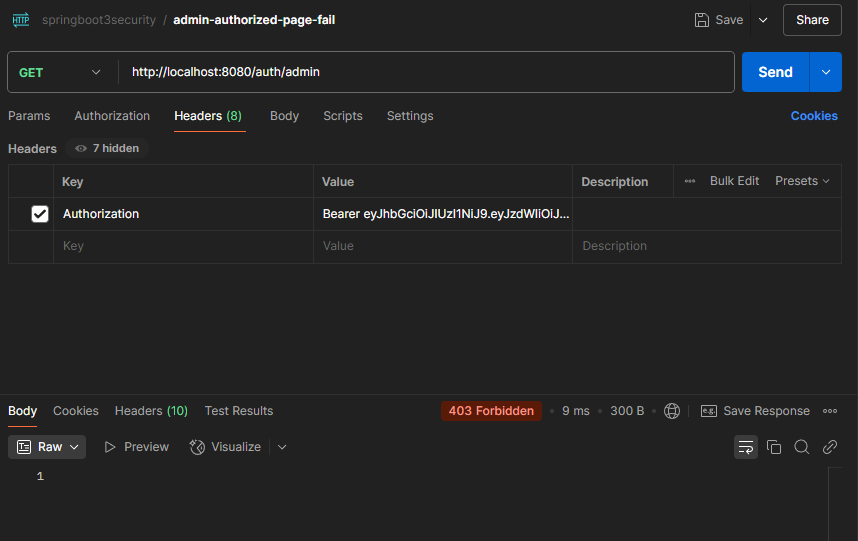 HTTP springboot3security / admin-authorized-page-fail Save Share
GET http://localhost:8080/auth/admin Send
Params Authorization Headers (8) Body Scripts Settings Cookies
Headers 7 hidden
Key Value Description Bulk Edit Presets
Authorization Bearer eyJhbGciOiJIUzI1NiJ9.eyJzdWIiOiJ...
Key Value Description
Body Cookies Headers (10) Test Results 403 Forbidden • 9 ms • 300 B • e.g. Save Response
Raw Preview Visualize
1